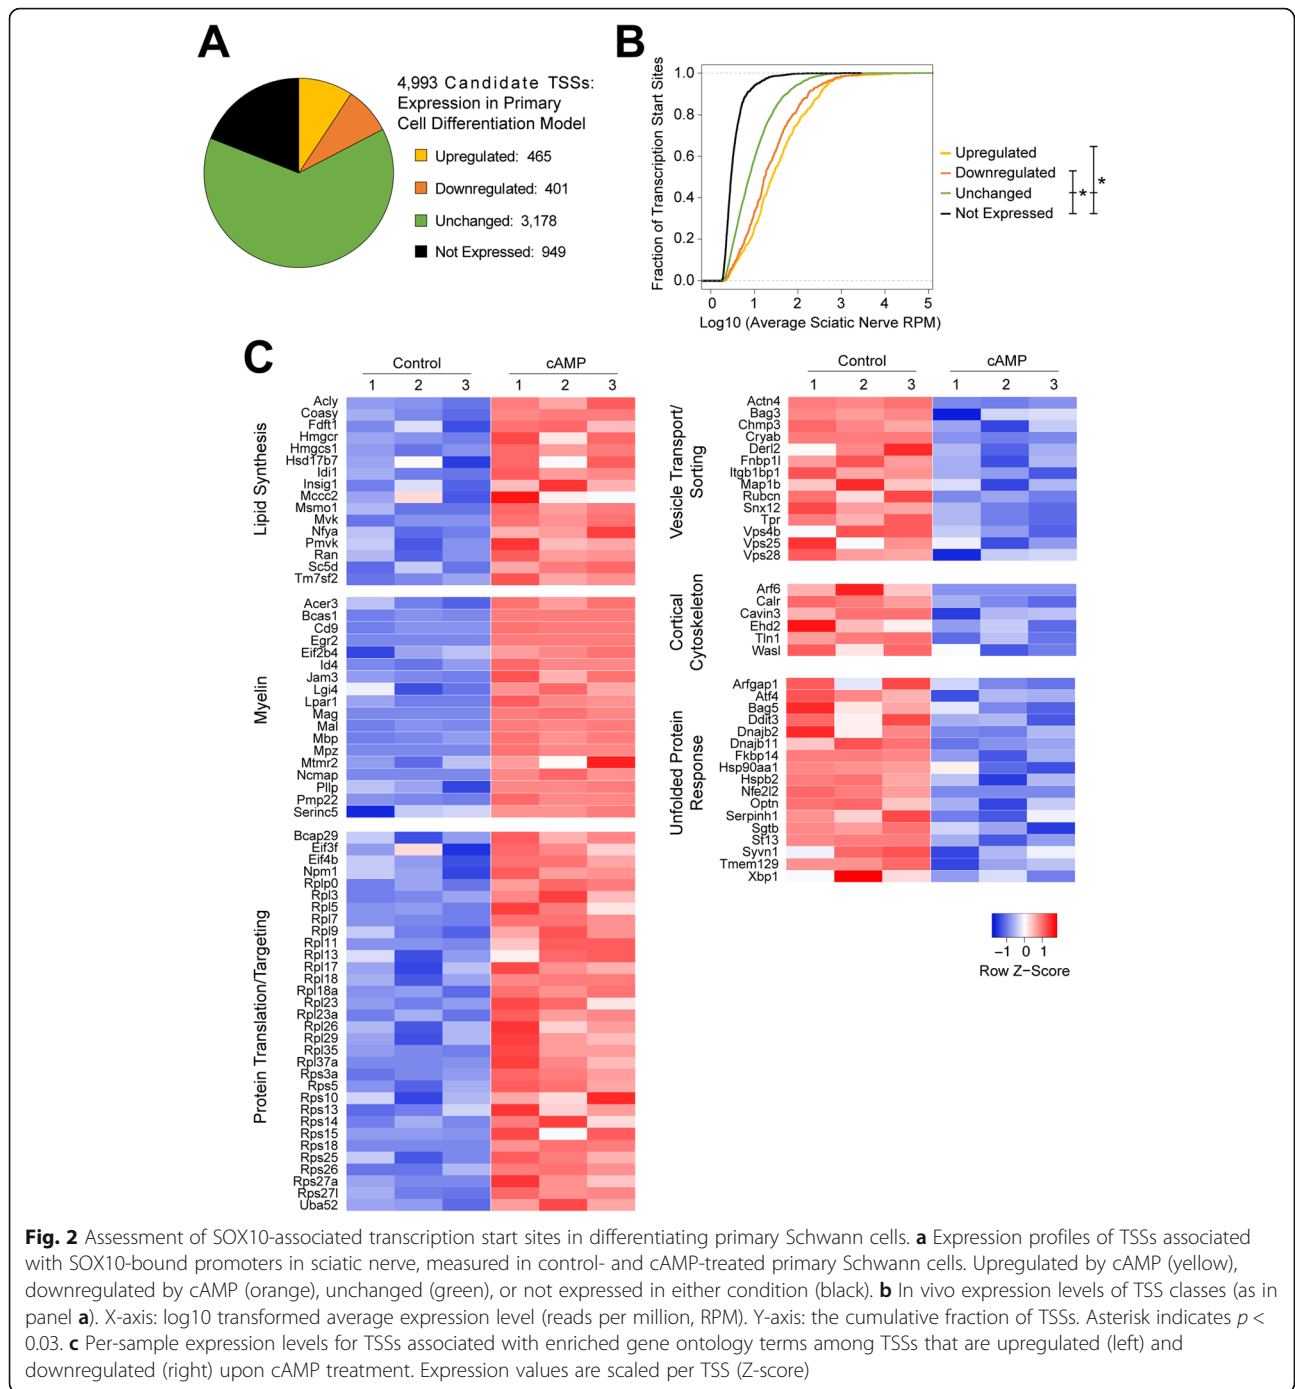 A
4,993 Candidate TSSs:
Expression in Primary
Cell Differentiation Model
Upregulated: 465
Downregulated: 401
Unchanged: 3,178
Not Expressed: 949
B
Fraction of Transcription Start Sites
1.0
0.8
0.6
0.4
0.2
0.0
0 1 2 3 4 5
Log10 (Average Sciatic Nerve RPM)
Upregulated
Downregulated
Unchanged
Not Expressed
*
*
C
Control cAMP
1 2 3 1 2 3
Lipid Synthesis
Acly
Coasy
Fdft1
Hmgcr
Hmgcs1
Hsd17b7
Idi1
Insig1
Mccc2
Msmo1
Mvk
Nfya
Pmvk
Ran
Sc5d
Tm7sf2
Myelin
Acer3
Bcas1
Cd9
Egr2
Eif2b4
Id4
Jam3
Lgi4
Lpar1
Mag
Mal
Mbp
Mpz
Mtmr2
Ncmap
Pllp
Pmp22
Serinc5
Protein Translation/Targeting
Bcap29
Eif3f
Eif4b
Npm1
Rplp0
Rpl3
Rpl5
Rpl7
Rpl9
Rpl11
Rpl13
Rpl17
Rpl18
Rpl18a
Rpl23
Rpl23a
Rpl26
Rpl29
Rpl35
Rpl37a
Rps3a
Rps5
Rps10
Rps13
Rps14
Rps15
Rps18
Rps25
Rps26
Rps27a
Rps27l
Uba52
Control cAMP
1 2 3 1 2 3
Vesicle Transport/
Sorting
Actn4
Bag3
Chmp3
Cryab
Derl2
Fnbp1l
Itgb1bp1
Map1b
Rubcn
Snx12
Tpr
Vps4b
Vps25
Vps28
Cortical
Cytoskeleton
Arf6
Calr
Cavin3
Ehd2
Tln1
Wasl
Unfolded Protein
Response
Arfgap1
Atf4
Bag5
Ddit3
Dnajb2
Dnajb11
Fkbp14
Hsp90aa1
Hspb2
Nfe2l2
Optn
Serpinh1
Sgtb
St13
Syvn1
Tmem129
Xbp1
−1 0 1
Row Z−Score
Fig. 2 Assessment of SOX10-associated transcription start sites in differentiating primary Schwann cells. a Expression profiles of TSSs associated
with SOX10-bound promoters in sciatic nerve, measured in control- and cAMP-treated primary Schwann cells. Upregulated by cAMP (yellow),
downregulated by cAMP (orange), unchanged (green), or not expressed in either condition (black). b In vivo expression levels of TSS classes (as in
panel a). X-axis: log10 transformed average expression level (reads per million, RPM). Y-axis: the cumulative fraction of TSSs. Asterisk indicates p <
0.03. c Per-sample expression levels for TSSs associated with enriched gene ontology terms among TSSs that are upregulated (left) and
downregulated (right) upon cAMP treatment. Expression values are scaled per TSS (Z-score)